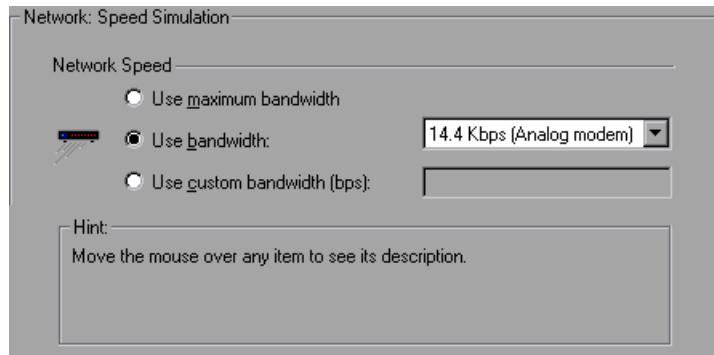 Network: Speed Simulation
Network Speed
Use maximum bandwidth
Use bandwidth:
14.4 Kbps (Analog modem)
Use custom bandwidth (bps):
Hint:
Move the mouse over any item to see its description.